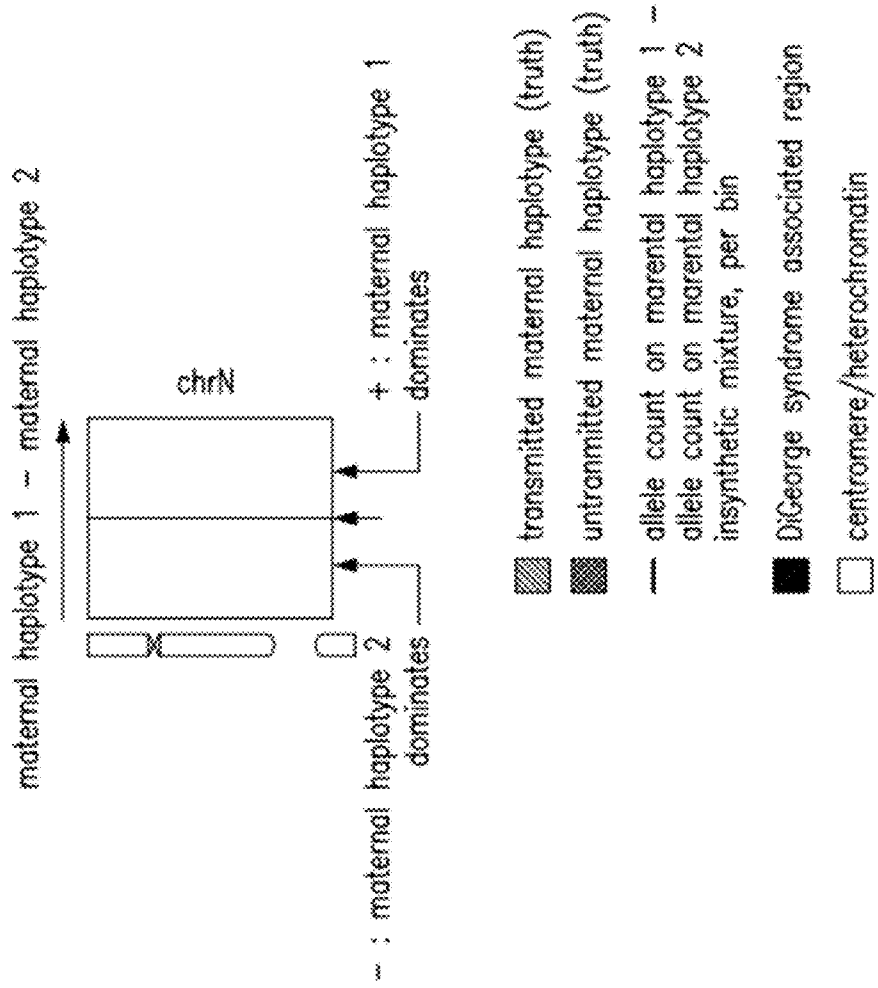 maternal haplotype 1 - maternal haplotype 2
chrN
- : maternal haplotype 2
dominates
+ : maternal haplotype 1
dominates
transmitted maternal haplotype (truth)
untranmitted maternal haplotype (truth)
allele count on marental haplotype 1 -
allele count on marental haplotype 2
insynthetic mixture, per bin
DiGeorge syndrome associated region
centromere/heterochromatin